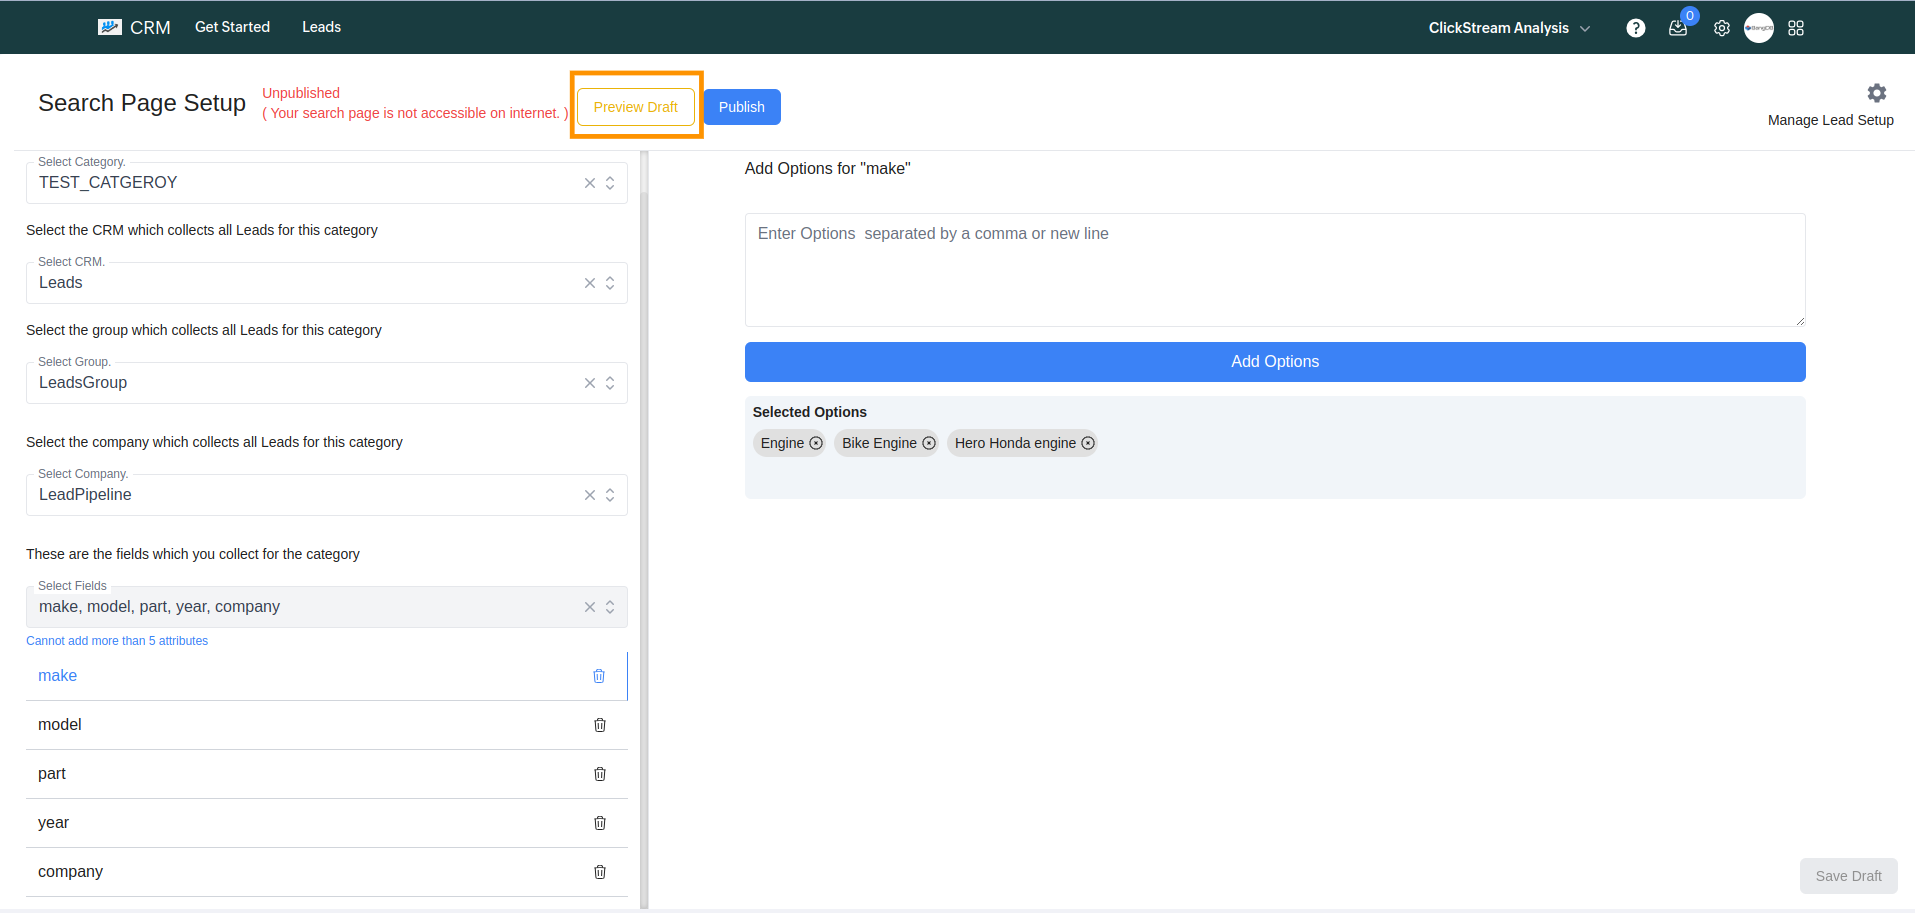 CRM Get Started Leads ClickStream Analysis ? 0 BangDB
Search Page Setup
Unpublished
( Your search page is not accessible on internet. )
Preview Draft
Publish
Manage Lead Setup
Select Category.
TEST_CATGEROY
Select the CRM which collects all Leads for this category
Select CRM.
Leads
Select the group which collects all Leads for this category
Select Group.
LeadsGroup
Select the company which collects all Leads for this category
Select Company.
LeadPipeline
These are the fields which you collect for the category
Select Fields
make, model, part, year, company
Cannot add more than 5 attributes
make
model
part
year
company
Add Options for "make"
Enter Options  separated by a comma or new line
Add Options
Selected Options
Engine Bike Engine Hero Honda engine
Save Draft